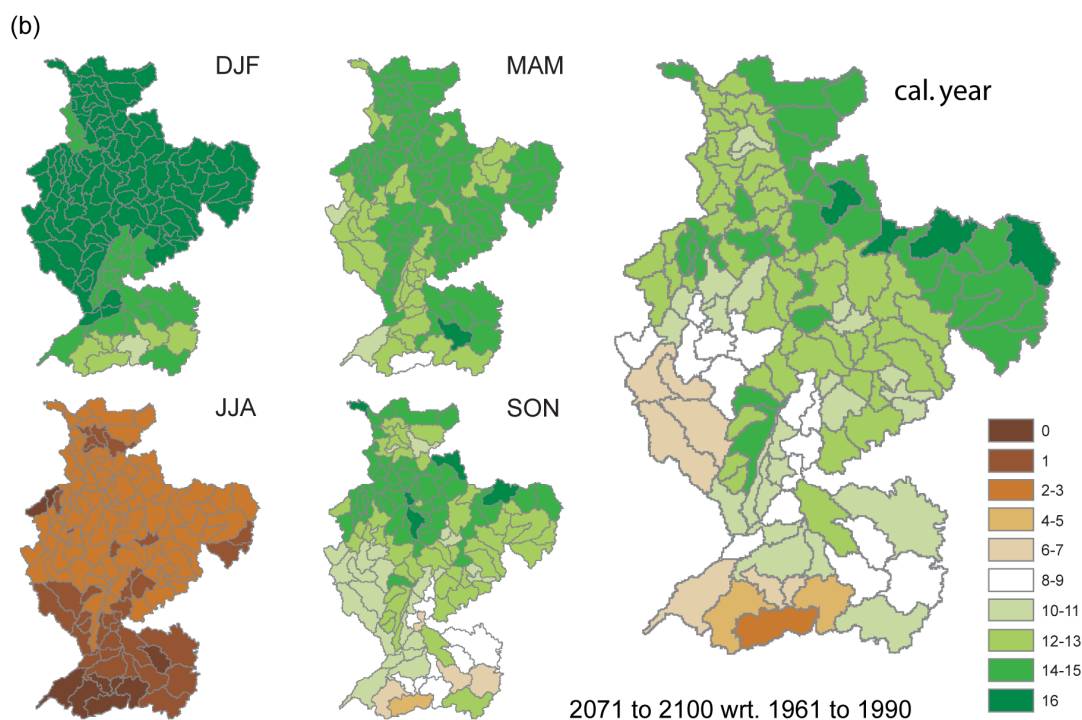 (b)
DJF
MAM
cal. year
JJA
SON
0
1
2-3
4-5
6-7
8-9
10-11
12-13
14-15
16
2071 to 2100 wrt. 1961 to 1990